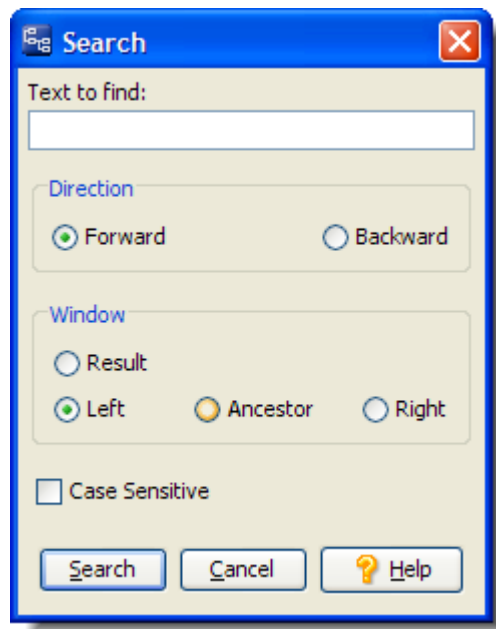 Search
Text to find:
Direction
Forward Backward
Window
Result
Left Ancestor Right
Case Sensitive
Search Cancel Help